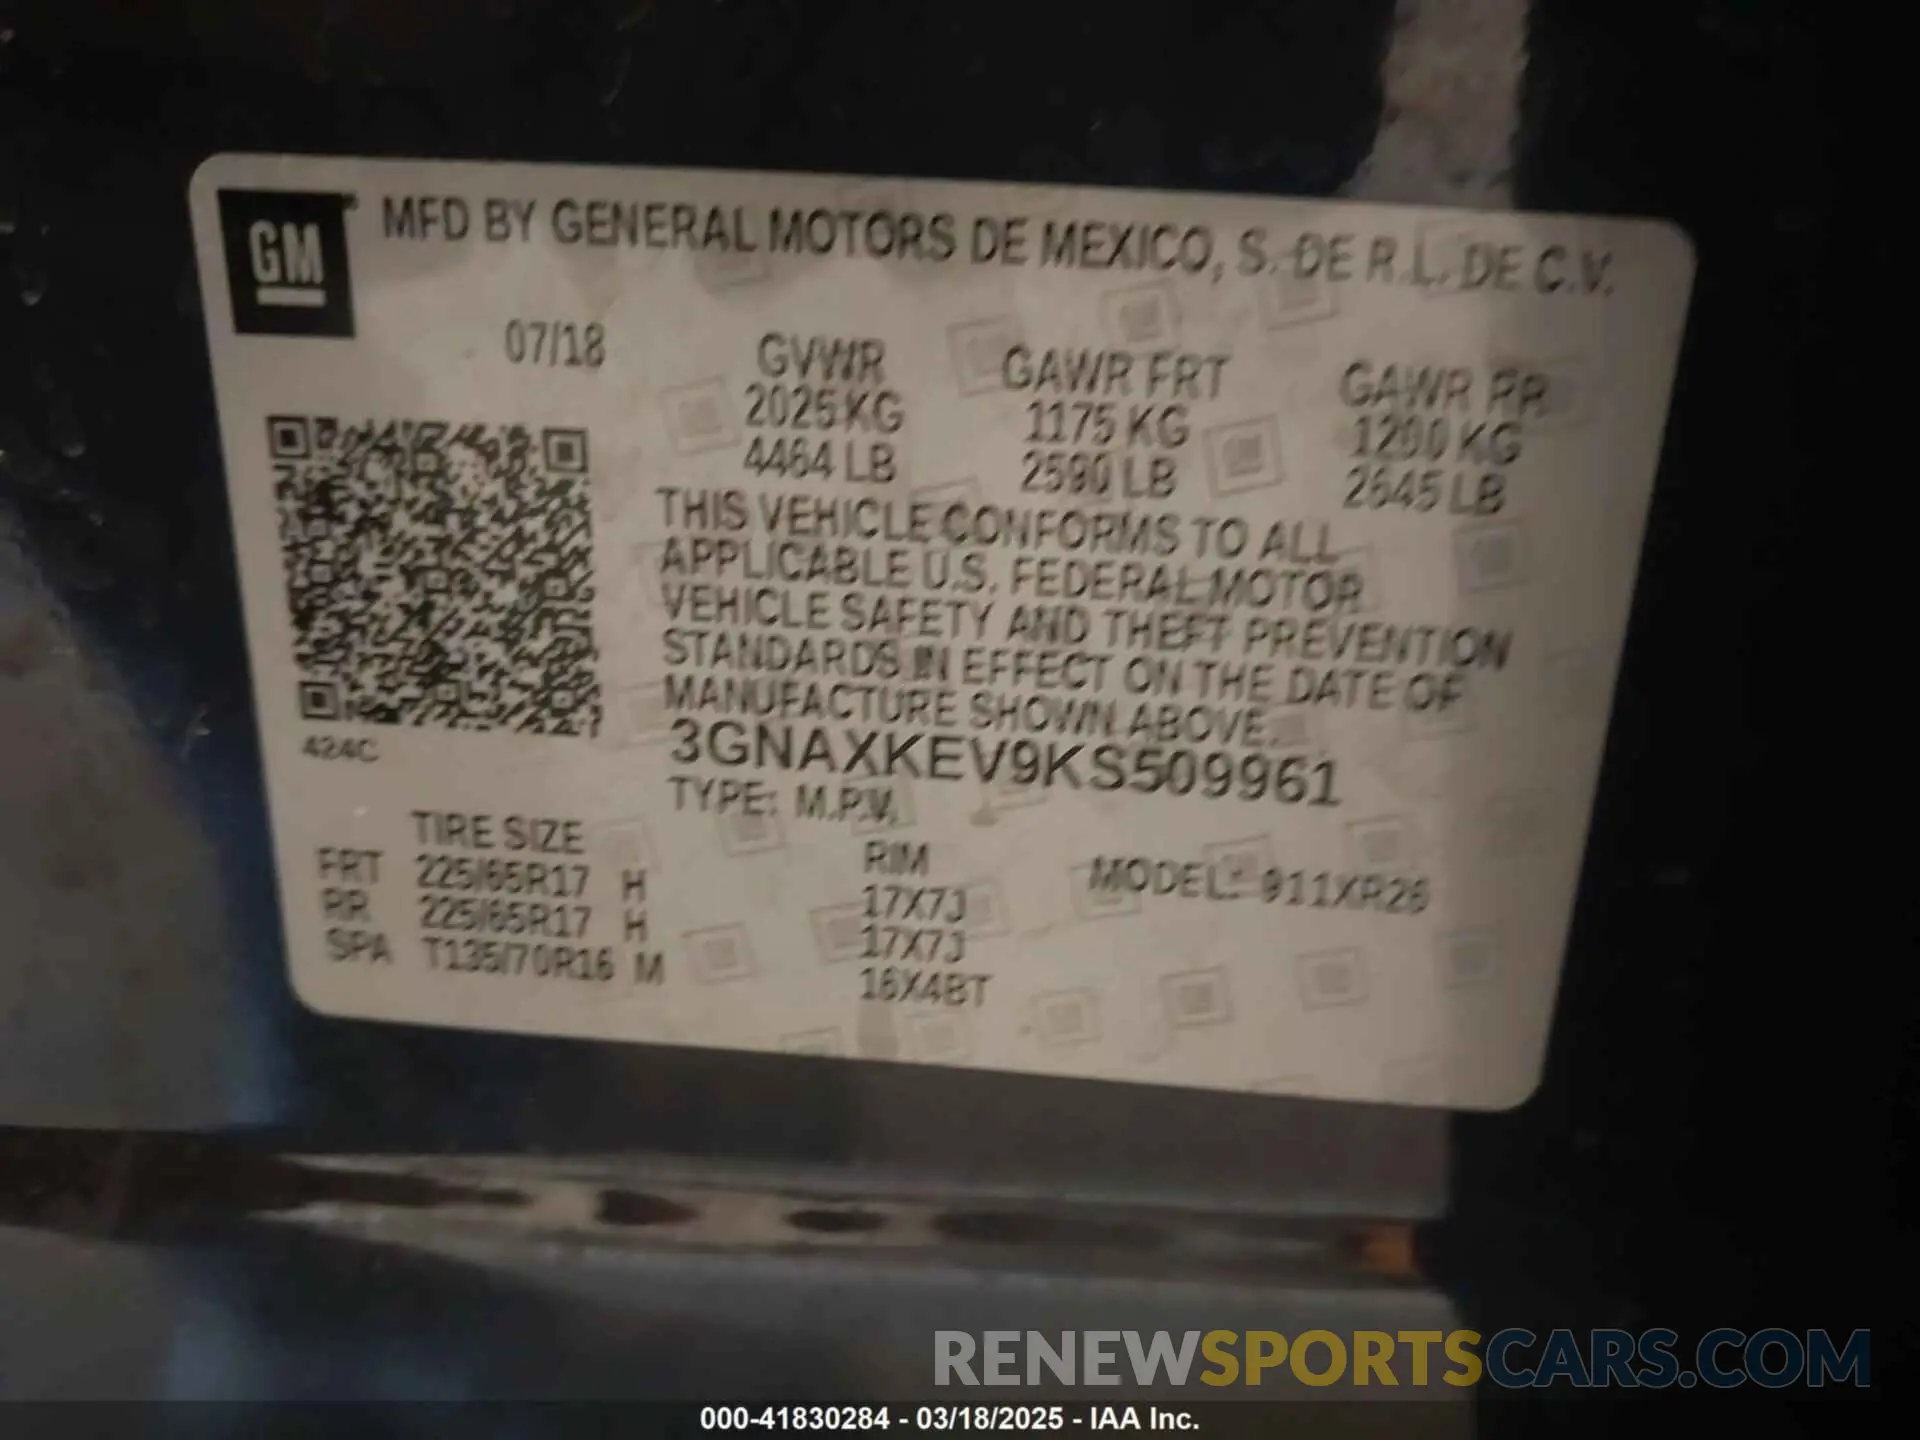 GM
MFD BY GENERAL MOTORS DE MEXICO, S. DE R.L. DE C.V.
07/18
GVWR
2025 KG
4464 LB
GAWR FRT
1175 KG
2590 LB
GAWR RR
1200 KG
2645 LB
THIS VEHICLE CONFORMS TO ALL
APPLICABLE U.S. FEDERAL MOTOR
VEHICLE SAFETY AND THEFT PREVENTION
STANDARDS IN EFFECT ON THE DATE OF
MANUFACTURE SHOWN ABOVE.
3GNAXKEV9KS509961
TYPE: M.P.V.
424C
TIRE SIZE
RIM
MODEL: 911XR26
FRT 225/65R17 H 17X7J
RR 225/65R17 H 17X7J
SPA T135/70R16 M 16X4BT
RENEWSPORTSCARS.COM
000-41830284 - 03/18/2025 - IAA Inc.